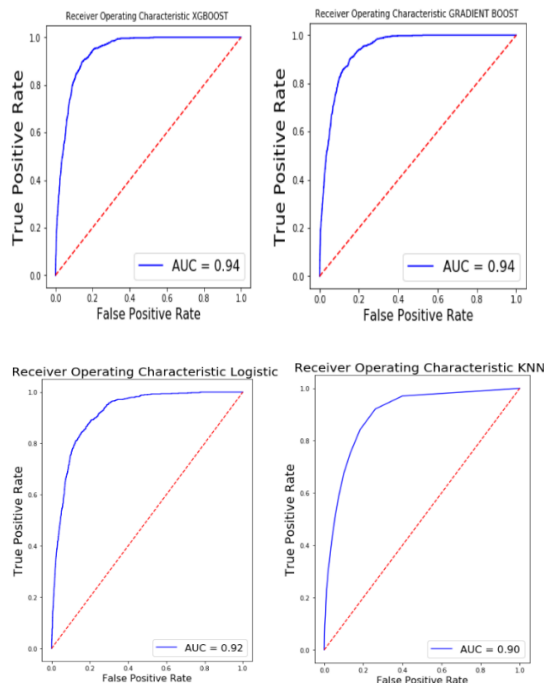 Receiver Operating Characteristic XGBOOST
1.0
0.8
0.6
0.4
0.2
0.0
True Positive Rate
AUC = 0.94
0.0 0.2 0.4 0.6 0.8 1.0
False Positive Rate
Receiver Operating Characteristic GRADIENT BOOST
1.0
0.8
0.6
0.4
0.2
0.0
True Positive Rate
AUC = 0.94
0.0 0.2 0.4 0.6 0.8 1.0
False Positive Rate
Receiver Operating Characteristic Logistic
1.0
0.8
0.6
0.4
0.2
0.0
True Positive Rate
AUC = 0.92
0.0 0.2 0.4 0.6 0.8 1.0
False Positive Rate
Receiver Operating Characteristic KNN
1.0
0.8
0.6
0.4
0.2
0.0
True Positive Rate
AUC = 0.90
0.0 0.2 0.4 0.6 0.8 1.0
False Positive Rate